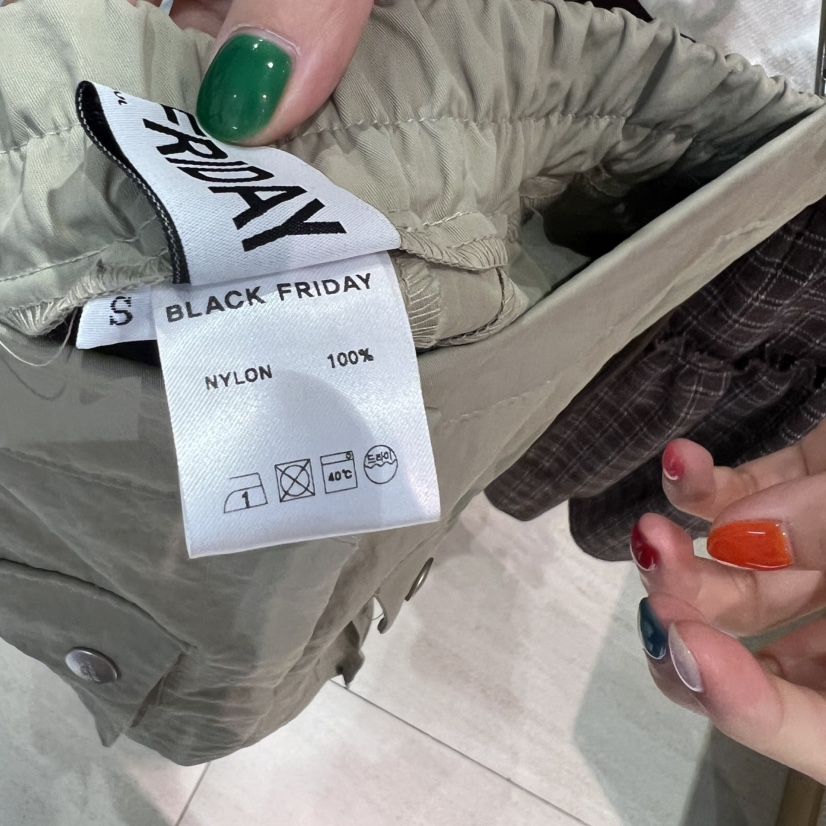 FRIDAY
S
BLACK FRIDAY
NYLON 100%
1 40℃ 드라이